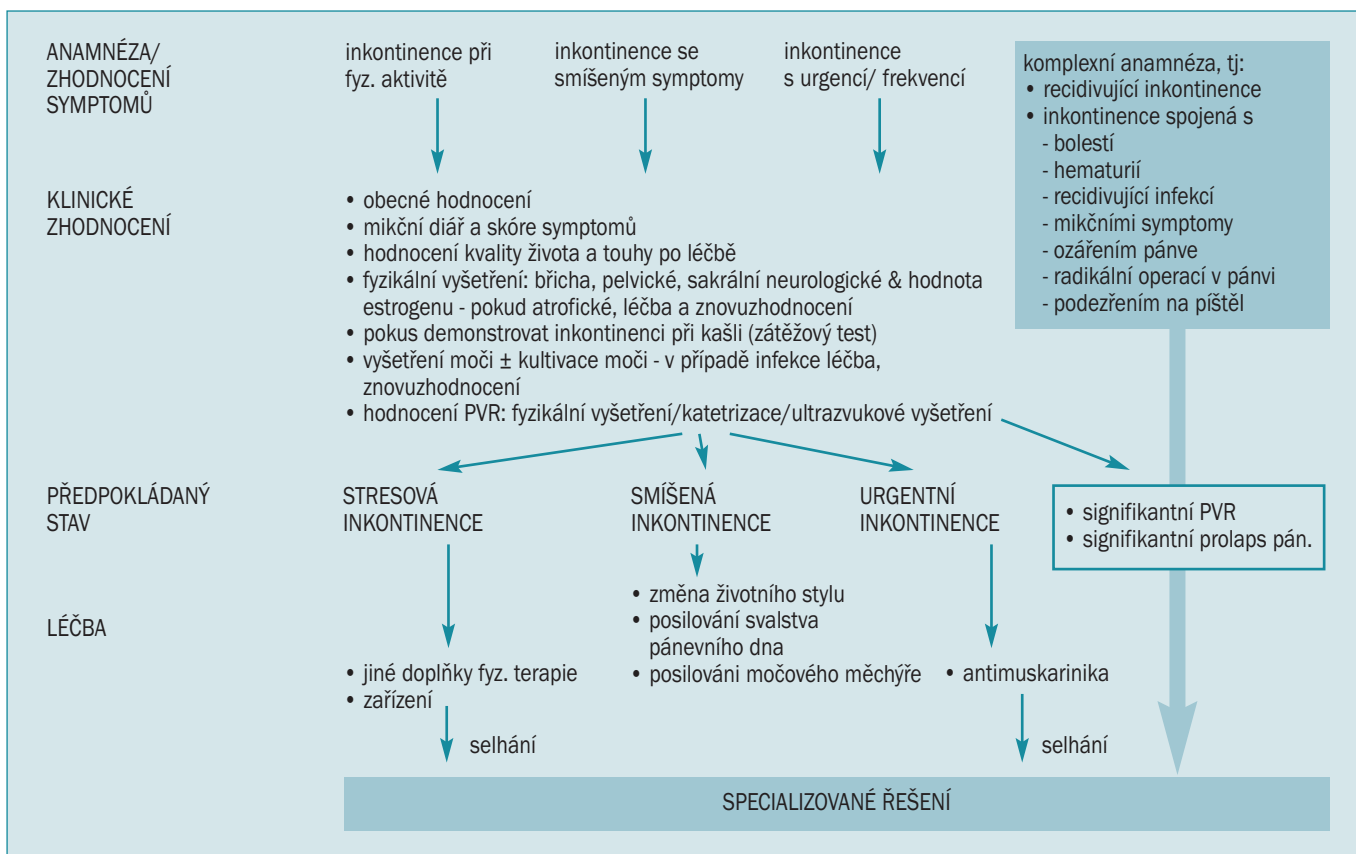 ANAMNÉZA/
ZHODNOCENÍ
SYMPTOMŮ
inkontinence při
fyz. aktivitě
inkontinence se
smíšeným symptomy
inkontinence
s urgencí/ frekvencí
komplexní anamnéza, tj:
• recidivující inkontinence
• inkontinence spojená s
- bolestí
- hematurií
- recidivující infekcí
- mikčními symptomy
- ozářením pánve
- radikální operací v pánvi
- podezřením na píštěl
KLINICKÉ
ZHODNOCENÍ
• obecné hodnocení
• mikční diář a skóre symptomů
• hodnocení kvality života a touhy po léčbě
• fyzikální vyšetření: břicha, pelvické, sakrální neurologické & hodnota
estrogenu - pokud atrofické, léčba a znovuzhodnocení
• pokus demonstrovat inkontinenci při kašli (zátěžový test)
• vyšetření moči ± kultivace moči - v případě infekce léčba,
znovuzhodnocení
• hodnocení PVR: fyzikální vyšetření/katetrizace/ultrazvukové vyšetření
PŘEDPOKLÁDANÝ
STAV
STRESOVÁ
INKONTINENCE
SMÍŠENÁ
INKONTINENCE
URGENTNÍ
INKONTINENCE
• signifikantní PVR
• signifikantní prolaps pán.
LÉČBA
• změna životního stylu
• posilování svalstva
pánevního dna
• posilováni močového měchýře
• jiné doplňky fyz. terapie
• zařízení
• antimuskarinika
selhání
selhání
SPECIALIZOVANÉ ŘEŠENÍ